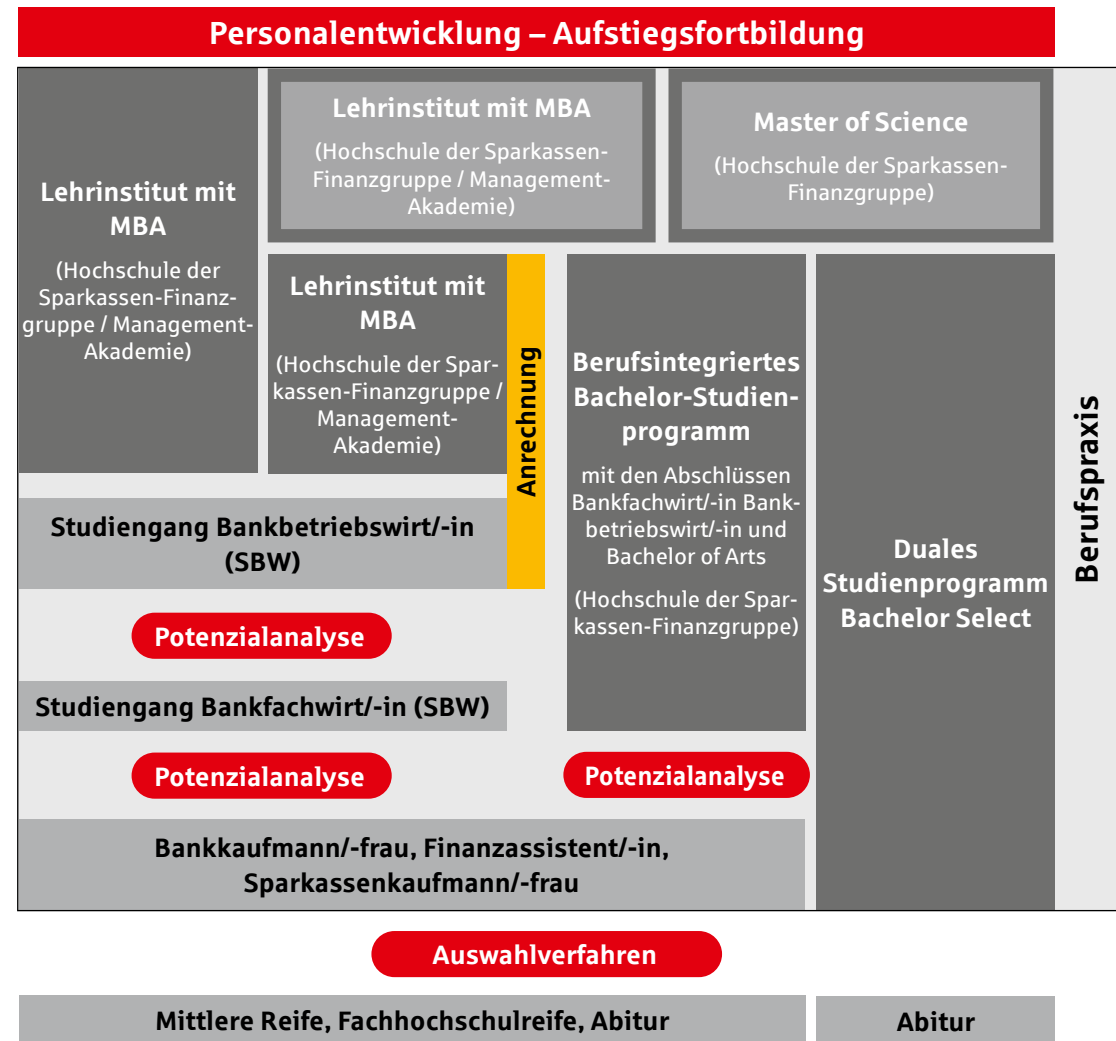 Personalentwicklung – Aufstiegsfortbildung
Lehrinstitut mit
MBA
(Hochschule der
Sparkassen-Finanz-
gruppe / Management-
Akademie)
Lehrinstitut mit MBA
(Hochschule der Sparkassen-
Finanzgruppe / Management-
Akademie)
Master of Science
(Hochschule der Sparkassen-
Finanzgruppe)
Lehrinstitut mit
MBA
(Hochschule der Spar-
kassen-Finanzgruppe /
Management-
Akademie)
Anrechnung
Berufsintegriertes
Bachelor-Studien-
programm
mit den Abschlüssen
Bankfachwirt/-in Bank-
betriebswirt/-in und
Bachelor of Arts
(Hochschule der Spar-
kassen-Finanzgruppe)
Duales
Studienprogramm
Bachelor Select
Berufspraxis
Studiengang Bankbetriebswirt/-in
(SBW)
Potenzialanalyse
Studiengang Bankfachwirt/-in (SBW)
Potenzialanalyse
Potenzialanalyse
Bankkaufmann/-frau, Finanzassistent/-in,
Sparkassenkaufmann/-frau
Auswahlverfahren
Mittlere Reife, Fachhochschulreife, Abitur
Abitur